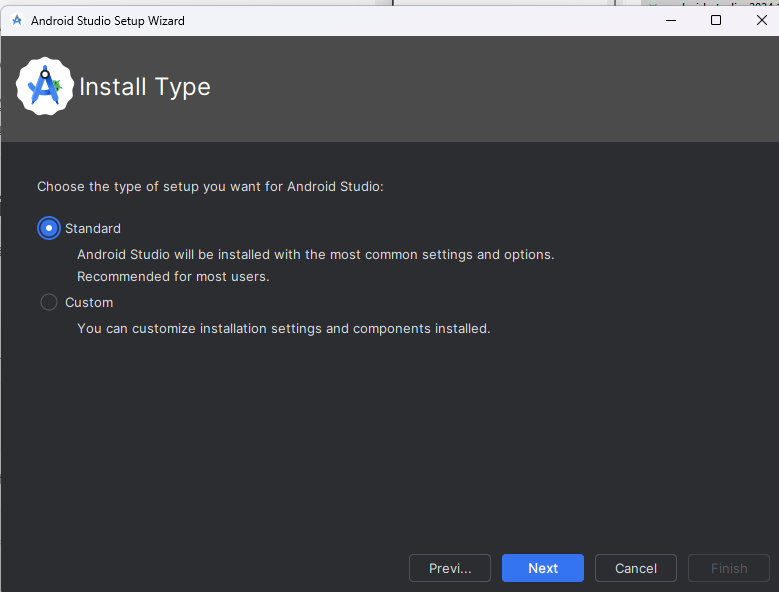 Android Studio Setup Wizard
Install Type
Choose the type of setup you want for Android Studio:
Standard
Android Studio will be installed with the most common settings and options.
Recommended for most users.
Custom
You can customize installation settings and components installed.
Previ...
Next
Cancel
Finish